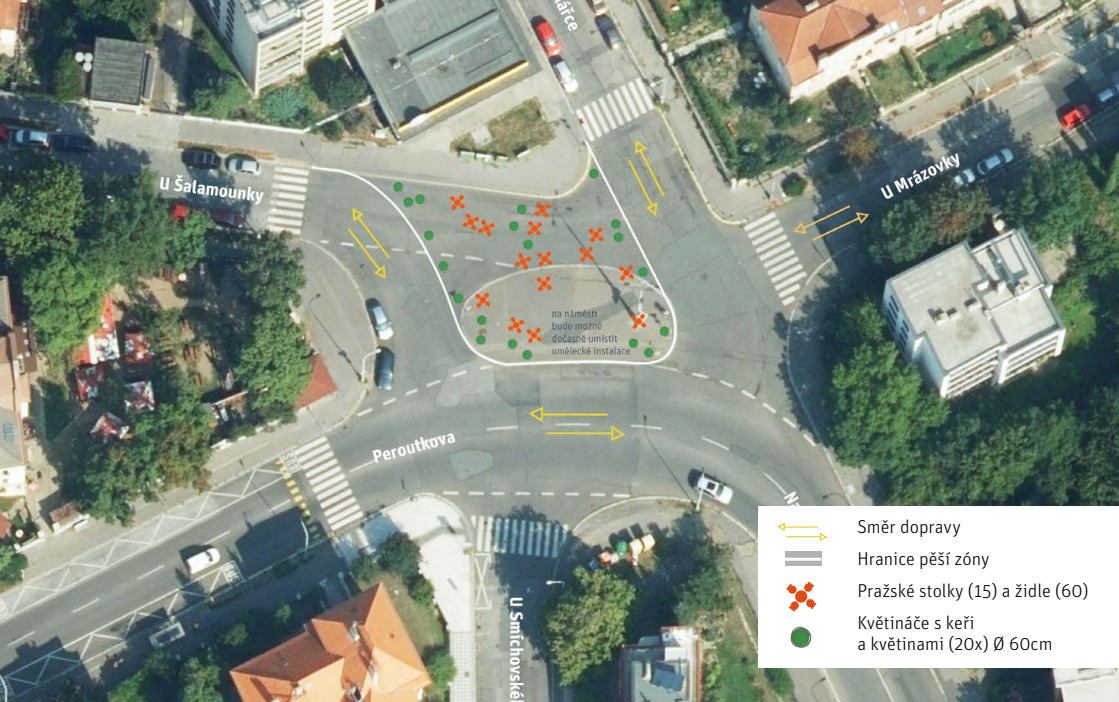 U Šalamounky
U Mrázovky
na náměstí
bude možné
dočasně umístit
umělecké instalace
Peroutkova
U Smíchovské
Směr dopravy
Hranice pěší zóny
Pražské stolky (15) a židle (60)
Květináče s keři
a květinami (20x) Ø 60cm